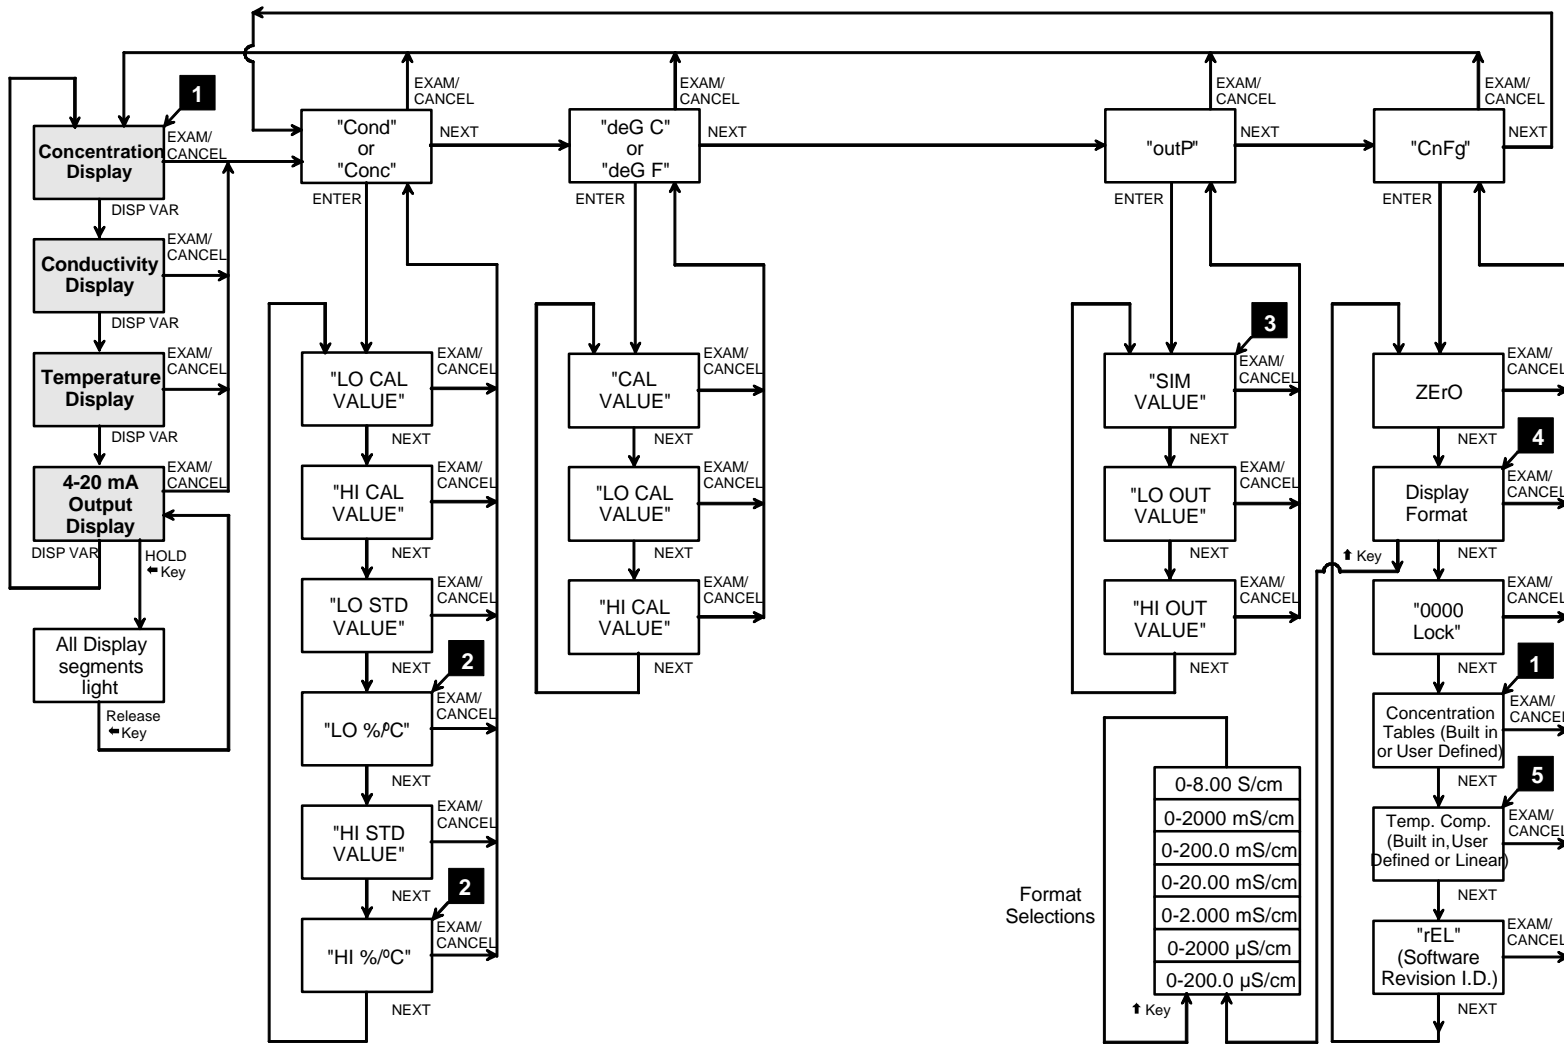 1
Concentration
Display
EXAM/
CANCEL
DISP VAR
Conductivity
Display
EXAM/
CANCEL
DISP VAR
Temperature
Display
EXAM/
CANCEL
DISP VAR
4-20 mA
Output
Display
EXAM/
CANCEL
DISP VAR
HOLD
⬅ Key
All Display
segments
light
Release
⬅ Key
"Cond"
or
"Conc"
EXAM/
CANCEL
NEXT
ENTER
"LO CAL
VALUE"
EXAM/
CANCEL
NEXT
"HI CAL
VALUE"
EXAM/
CANCEL
NEXT
"LO STD
VALUE"
EXAM/
CANCEL
NEXT
2
"LO %/ºC"
EXAM/
CANCEL
NEXT
"HI STD
VALUE"
EXAM/
CANCEL
NEXT
2
"HI %/ºC"
EXAM/
CANCEL
NEXT
"deG C"
or
"deG F"
EXAM/
CANCEL
NEXT
ENTER
"CAL
VALUE"
EXAM/
CANCEL
NEXT
"LO CAL
VALUE"
EXAM/
CANCEL
NEXT
"HI CAL
VALUE"
EXAM/
CANCEL
NEXT
"outP"
EXAM/
CANCEL
NEXT
ENTER
3
"SIM
VALUE"
EXAM/
CANCEL
NEXT
"LO OUT
VALUE"
EXAM/
CANCEL
NEXT
"HI OUT
VALUE"
EXAM/
CANCEL
NEXT
Format
Selections
0-8.00 S/cm
0-2000 mS/cm
0-200.0 mS/cm
0-20.00 mS/cm
0-2.000 mS/cm
0-2000 µS/cm
0-200.0 µS/cm
⬆ Key
"CnFg"
EXAM/
CANCEL
NEXT
ENTER
ZErO
EXAM/
CANCEL
NEXT
4
Display
Format
EXAM/
CANCEL
⬆ Key
NEXT
"0000
Lock"
EXAM/
CANCEL
NEXT
1
Concentration
Tables (Built in
or User Defined)
EXAM/
CANCEL
NEXT
5
Temp. Comp.
(Built in, User
Defined or Linear)
EXAM/
CANCEL
NEXT
"rEL"
(Software
Revision I.D.)
EXAM/
CANCEL
NEXT